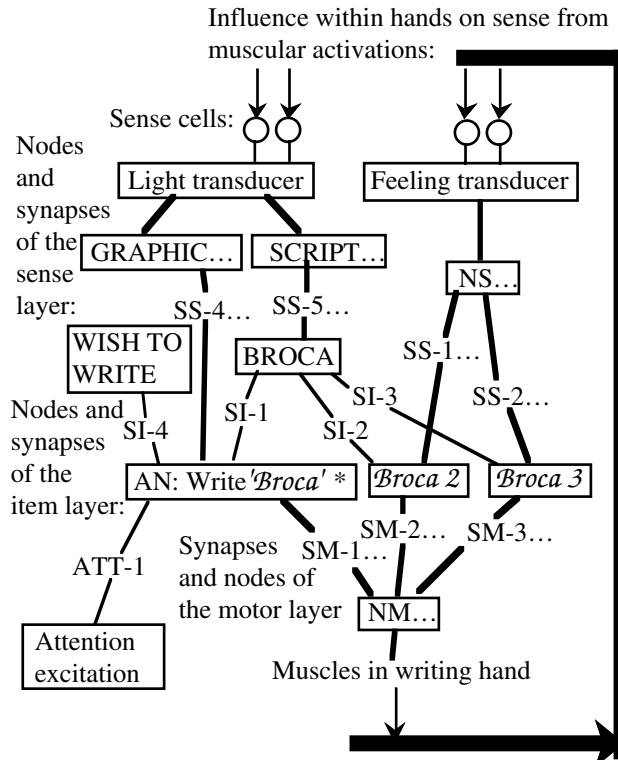 Influence within hands on sense from
muscular activations:
Sense cells:
Nodes
and
synapses
of the
sense
layer:
Light transducer
Feeling transducer
GRAPHIC…
SCRIPT…
NS…
SS-4…
SS-5…
WISH TO
WRITE
BROCA
SS-1…
SS-2…
Nodes and
synapses
of the
item layer:
SI-4
SI-1
SI-2
SI-3
AN: Write 'Broca' *
Broca 2
Broca 3
ATT-1
Synapses
and nodes of
the motor layer
SM-1…
SM-2…
SM-3…
NM…
Attention
excitation
Muscles in writing hand